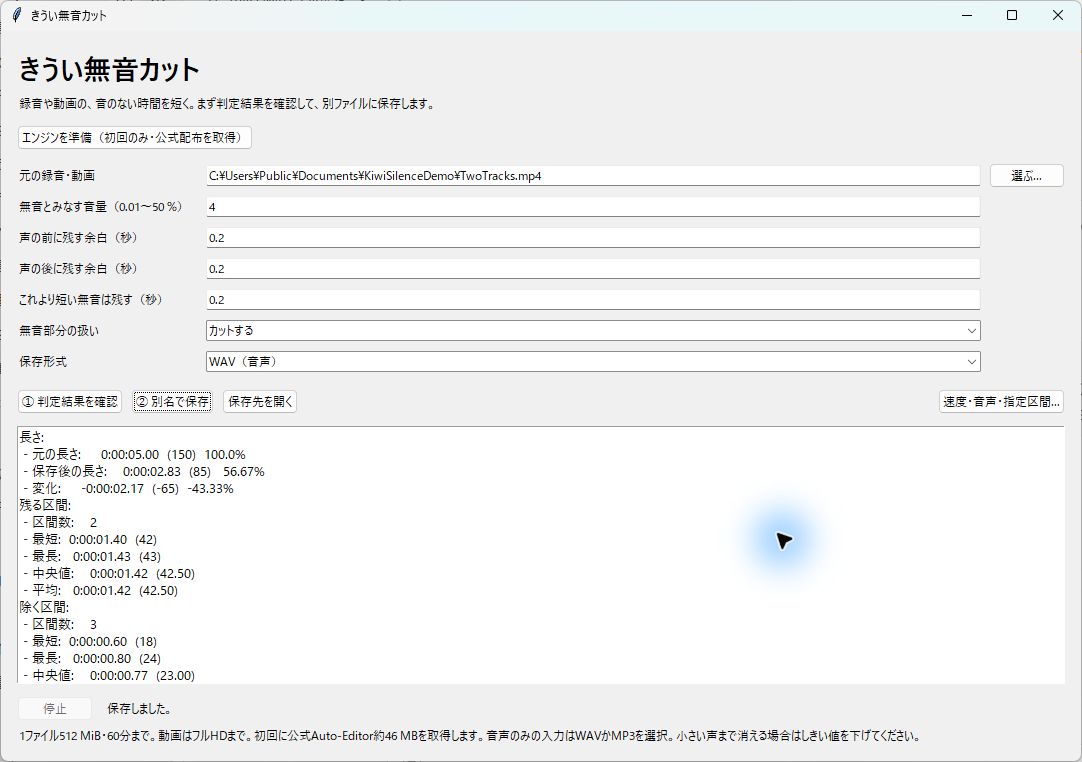 きうい無音カット
きうい無音カット
録音や動画の、音のない時間を短く。まず判定結果を確認して、別ファイルに保存します。
エンジンを準備（初回のみ・公式配布を取得）
元の録音・動画 C:¥Users¥Public¥Documents¥KiwiSilenceDemo¥TwoTracks.mp4 選ぶ...
無音とみなす音量（0.01～50 %） 4
声の前に残す余白（秒） 0.2
声の後に残す余白（秒） 0.2
これより短い無音は残す（秒） 0.2
無音部分の扱い カットする
保存形式 WAV（音声）
① 判定結果を確認 ② 別名で保存 保存先を開く 速度・音声・指定区間...
長さ:
- 元の長さ: 0:00:05.00 (150) 100.0%
- 保存後の長さ: 0:00:02.83 (85) 56.67%
- 変化: -0:00:02.17 (-65) -43.33%
残る区間:
- 区間数: 2
- 最短: 0:00:01.40 (42)
- 最長: 0:00:01.43 (43)
- 中央値: 0:00:01.42 (42.50)
- 平均: 0:00:01.42 (42.50)
除く区間:
- 区間数: 3
- 最短: 0:00:00.60 (18)
- 最長: 0:00:00.80 (24)
- 中央値: 0:00:00.77 (23.00)
停止 保存しました。
1ファイル512 MiB・60分まで。動画はフルHDまで。初回に公式Auto-Editor約46 MBを取得します。音声のみの入力はWAVかMP3を選択。小さい声まで消える場合はしきい値を下げてください。